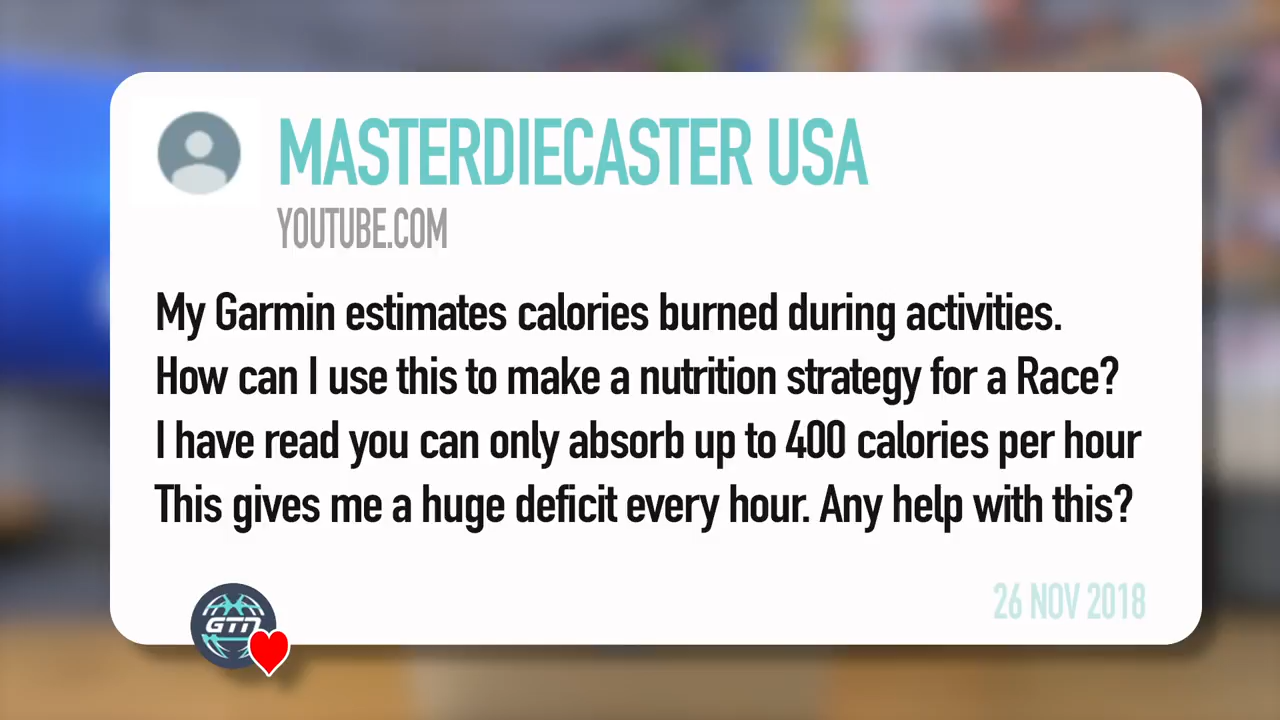 MASTERDIECASTER USA
YOUTUBE.COM
My Garmin estimates calories burned during activities.
How can I use this to make a nutrition strategy for a Race?
I have read you can only absorb up to 400 calories per hour
This gives me a huge deficit every hour. Any help with this?
26 NOV 2018
GTN